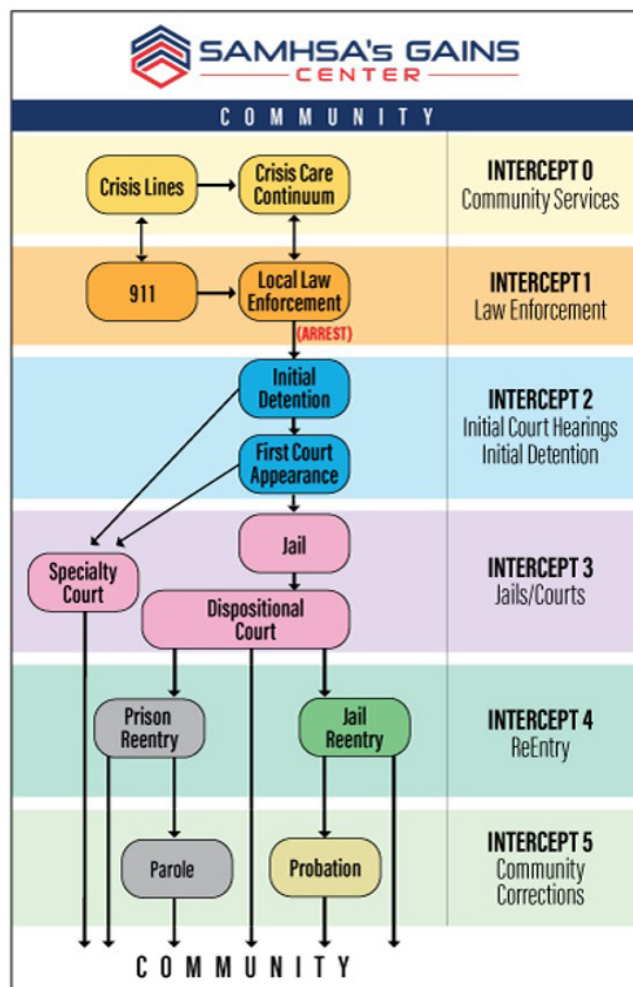 SAMHSA's GAINS
CENTER
COMMUNITY
Crisis Lines
Crisis Care
Continuum
INTERCEPT 0
Community Services
911
Local Law
Enforcement
INTERCEPT 1
Law Enforcement
(ARREST)
Initial
Detention
First Court
Appearance
INTERCEPT 2
Initial Court Hearings
Initial Detention
Jail
Specialty
Court
Dispositional
Court
INTERCEPT 3
Jails/Courts
Prison
Reentry
Jail
Reentry
INTERCEPT 4
ReEntry
Parole
Probation
INTERCEPT 5
Community
Corrections
COMMUNITY